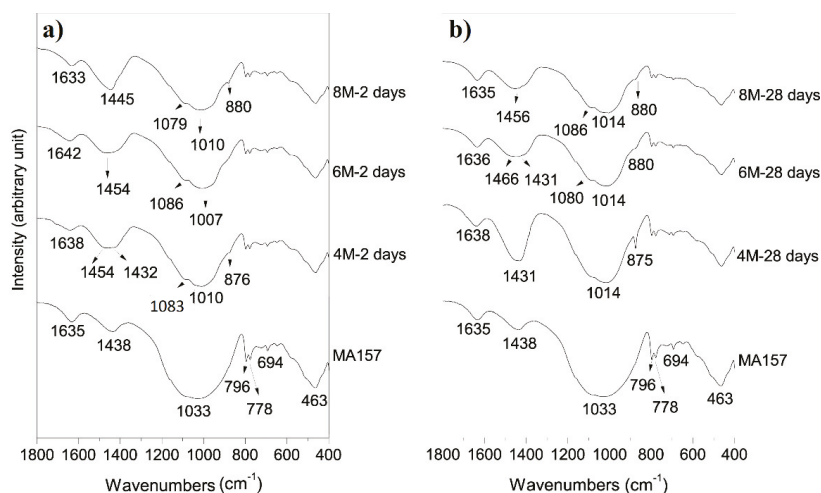 a)
1633
1445
1079
1010
880
8M-2 days
1642
1454
1086
1007
6M-2 days
1638
1454
1432
1083
1010
876
4M-2 days
1635
1438
1033
796
778
694
463
MA157
Intensity (arbitrary unit)
1800 1600 1400 1200 1000 800 600 400
Wavenumbers (cm⁻¹)
b)
1635
1456
1086
1014
880
8M-28 days
1636
1466
1431
1080
1014
880
6M-28 days
1638
1431
1014
875
4M-28 days
1635
1438
1033
796
778
694
463
MA157
1800 1600 1400 1200 1000 800 600 400
Wavenumbers (cm⁻¹)